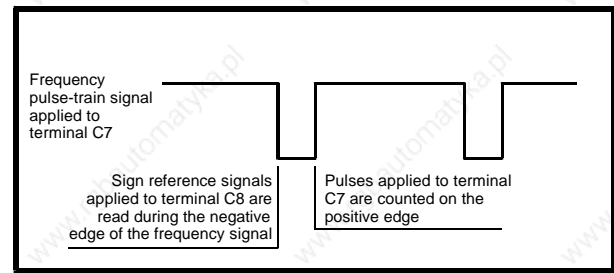 Frequency
pulse-train signal
applied to
terminal C7
Sign reference signals
applied to terminal C8 are
read during the negative
edge of the frequency signal
Pulses applied to terminal
C7 are counted on the
positive edge